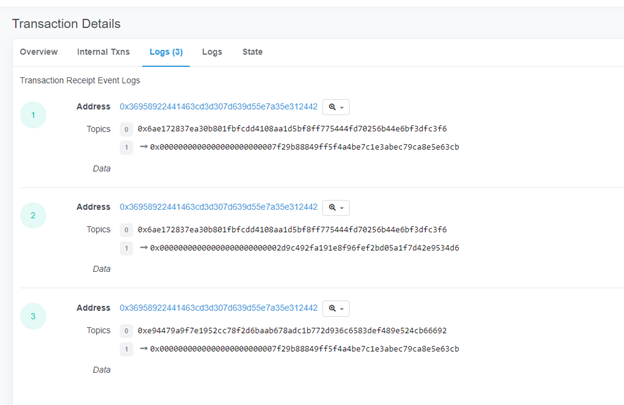 Transaction Details
Overview Internal Txns Logs (3) Logs State
Transaction Receipt Event Logs
1 Address 0x36958922441463cd3d307d639d55e7a35e312442
Topics 0 0x6ae172837ea30b801fbfcdd4108aa1d5bf8ff775444fd70256b44e6bf3dfc3f6
1 → 0x0000000000000000000000007f29b88849ff5f4a4be7c1e3abec79ca8e5e63cb
Data
2 Address 0x36958922441463cd3d307d639d55e7a35e312442
Topics 0 0x6ae172837ea30b801fbfcdd4108aa1d5bf8ff775444fd70256b44e6bf3dfc3f6
1 → 0x0000000000000000000000002d9c492fa191e8f96fef2bd05a1f7d42e9534d6
Data
3 Address 0x36958922441463cd3d307d639d55e7a35e312442
Topics 0 0xe94479a9f7e1952cc78f2d6baab678adc1b772d936c6583def489e524cb66692
1 → 0x0000000000000000000000007f29b88849ff5f4a4be7c1e3abec79ca8e5e63cb
Data